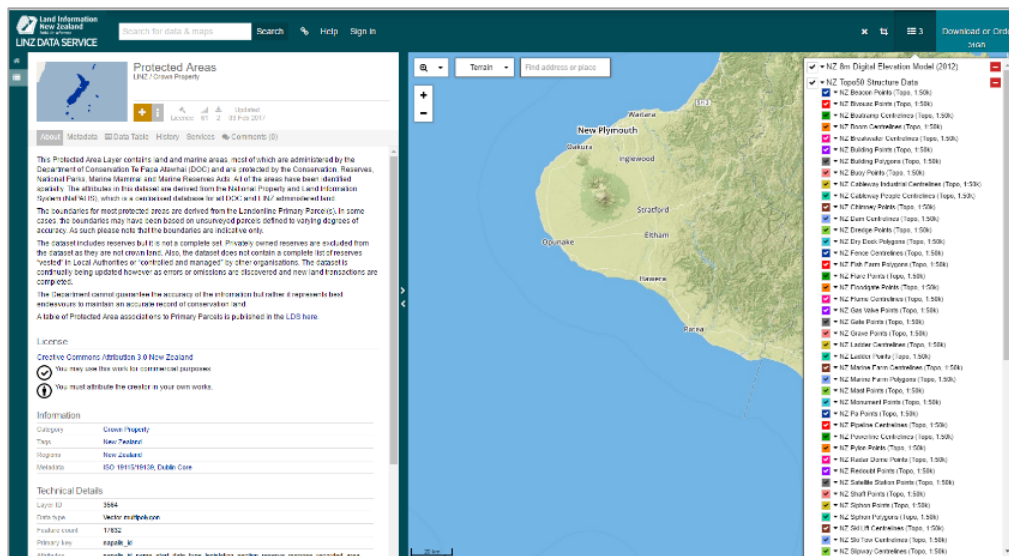 Land Information
New Zealand
LINZ DATA SERVICE
Search for data & maps
Search
Help
Sign in
3
Download or Orde
Protected Areas
LINZ / Crown Property
Licence
61
2
Updated
03 Feb 2017
About
Metadata
Data Table
History
Services
Comments (0)
This Protected Area Layer contains land and marine areas, most of which are administered by the
Department of Conservation Te Papa Atawhai (DOC) and are protected by the Conservation, Reserves,
National Parks, Marine Mammal and Marine Reserves Acts. All of the areas have been identified
spatially. The attributes in this dataset are derived from the National Property and Land Information
System (NaPALIS), which is a centralised database for all DOC and LINZ administered land.
The boundaries for most protected areas are derived from the Landonline Primary Parcel(s). In some
cases, the boundaries may have been based on unsurveyed parcels defined to varying degrees of
accuracy. As such please note that the boundaries are indicative only.
The dataset includes reserves but it is not a complete set. Privately owned reserves are excluded from
the dataset as they are not crown land. Also, the dataset does not contain a complete list of reserves
"vested" in Local Authorities or "controlled and managed" by other organisations. The dataset is
continually being updated however as errors or omissions are discovered and new land transactions are
completed.
The Department cannot guarantee the accuracy of the information but rather it represents best
endeavours to maintain an accurate record of conservation land.
A table of Protected Area associations to Primary Parcels is published in the LDS here.
License
Creative Commons Attribution 3.0 New Zealand
You may use this work for commercial purposes
You must attribute the creator in your own works.
Information
Category Crown Property
Tags New Zealand
Regions New Zealand
Metadata ISO 19115/19139, Dublin Core
Technical Details
Layer ID 3564
Data type Vector multipolygon
Feature count 17632
Primary key napalis_id
Terrain
Find address or place
+
−
SH3
Waitara
New Plymouth
Oakura
Inglewood
Stratford
Opunake
Eltham
Hawera
Patea
20 km
NZ 8m Digital Elevation Model (2012)
NZ Topo50 Structure Data
NZ Beacon Points (Topo, 1:50k)
NZ Bivouac Points (Topo, 1:50k)
NZ Boatramp Centrelines (Topo, 1:50k)
NZ Boom Centrelines (Topo, 1:50k)
NZ Breakwater Centrelines (Topo, 1:50k)
NZ Building Points (Topo, 1:50k)
NZ Building Polygons (Topo, 1:50k)
NZ Buoy Points (Topo, 1:50k)
NZ Cableway Industrial Centrelines (Topo, 1:50k)
NZ Cableway People Centrelines (Topo, 1:50k)
NZ Chimney Points (Topo, 1:50k)
NZ Dam Centrelines (Topo, 1:50k)
NZ Dredge Points (Topo, 1:50k)
NZ Dry Dock Polygons (Topo, 1:50k)
NZ Fence Centrelines (Topo, 1:50k)
NZ Fish Farm Polygons (Topo, 1:50k)
NZ Flare Points (Topo, 1:50k)
NZ Floodgate Points (Topo, 1:50k)
NZ Flume Centrelines (Topo, 1:50k)
NZ Gas Valve Points (Topo, 1:50k)
NZ Gate Points (Topo, 1:50k)
NZ Grave Points (Topo, 1:50k)
NZ Ladder Centrelines (Topo, 1:50k)
NZ Ladder Points (Topo, 1:50k)
NZ Marine Farm Centrelines (Topo, 1:50k)
NZ Marine Farm Polygons (Topo, 1:50k)
NZ Mast Points (Topo, 1:50k)
NZ Monument Points (Topo, 1:50k)
NZ Pa Points (Topo, 1:50k)
NZ Pipeline Centrelines (Topo, 1:50k)
NZ Powerline Centrelines (Topo, 1:50k)
NZ Pylon Points (Topo, 1:50k)
NZ Radar Dome Points (Topo, 1:50k)
NZ Redoubt Points (Topo, 1:50k)
NZ Satellite Station Points (Topo, 1:50k)
NZ Shaft Points (Topo, 1:50k)
NZ Siphon Points (Topo, 1:50k)
NZ Siphon Polygons (Topo, 1:50k)
NZ Ski Lift Centrelines (Topo, 1:50k)
NZ Ski Tow Centrelines (Topo, 1:50k)
NZ Slipway Centrelines (Topo, 1:50k)